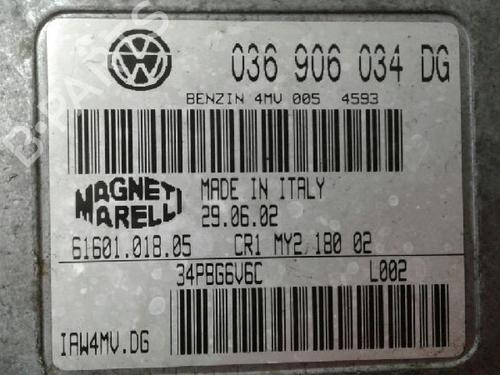 036 906 034 DG
BENZIN 4MV 005 4593
MAGNETI MARELLI
MADE IN ITALY
29.06.02
61601.018.05 CR1 MY2 180 02
34PBG6V6C L002
IAW4MV.DG